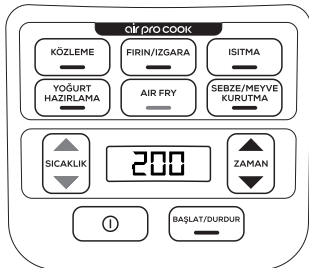 air pro cook
KÖZLEME
FIRIN/IZGARA
ISITMA
YOĞURT
HAZIRLAMA
AIR FRY
SEBZE/MEYVE
KURUTMA
SICAKLIK
200
ZAMAN
BAŞLAT/DURDUR